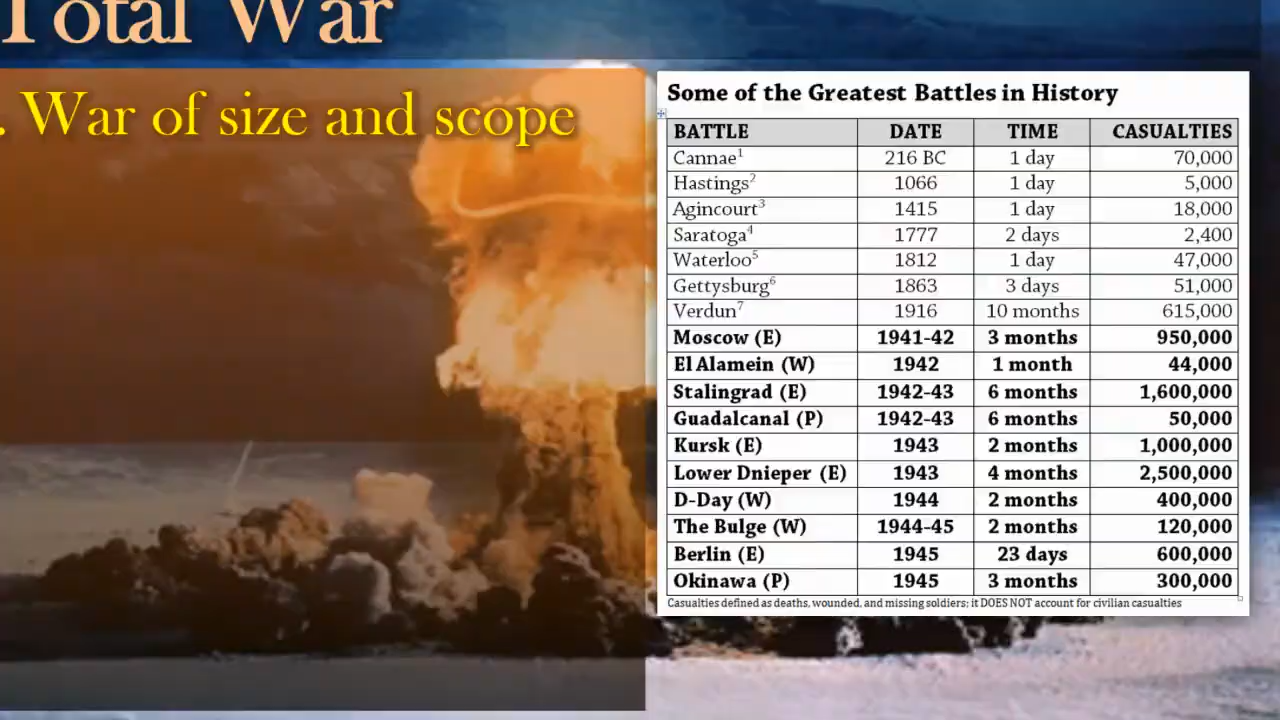 Total War
. War of size and scope
Some of the Greatest Battles in History
BATTLE DATE TIME CASUALTIES
Cannae¹ 216 BC 1 day 70,000
Hastings² 1066 1 day 5,000
Agincourt³ 1415 1 day 18,000
Saratoga⁴ 1777 2 days 2,400
Waterloo⁵ 1812 1 day 47,000
Gettysburg⁶ 1863 3 days 51,000
Verdun⁷ 1916 10 months 615,000
Moscow (E) 1941-42 3 months 950,000
El Alamein (W) 1942 1 month 44,000
Stalingrad (E) 1942-43 6 months 1,600,000
Guadalcanal (P) 1942-43 6 months 50,000
Kursk (E) 1943 2 months 1,000,000
Lower Dnieper (E) 1943 4 months 2,500,000
D-Day (W) 1944 2 months 400,000
The Bulge (W) 1944-45 2 months 120,000
Berlin (E) 1945 23 days 600,000
Okinawa (P) 1945 3 months 300,000
Casualties defined as deaths, wounded, and missing soldiers; it DOES NOT account for civilian casualties